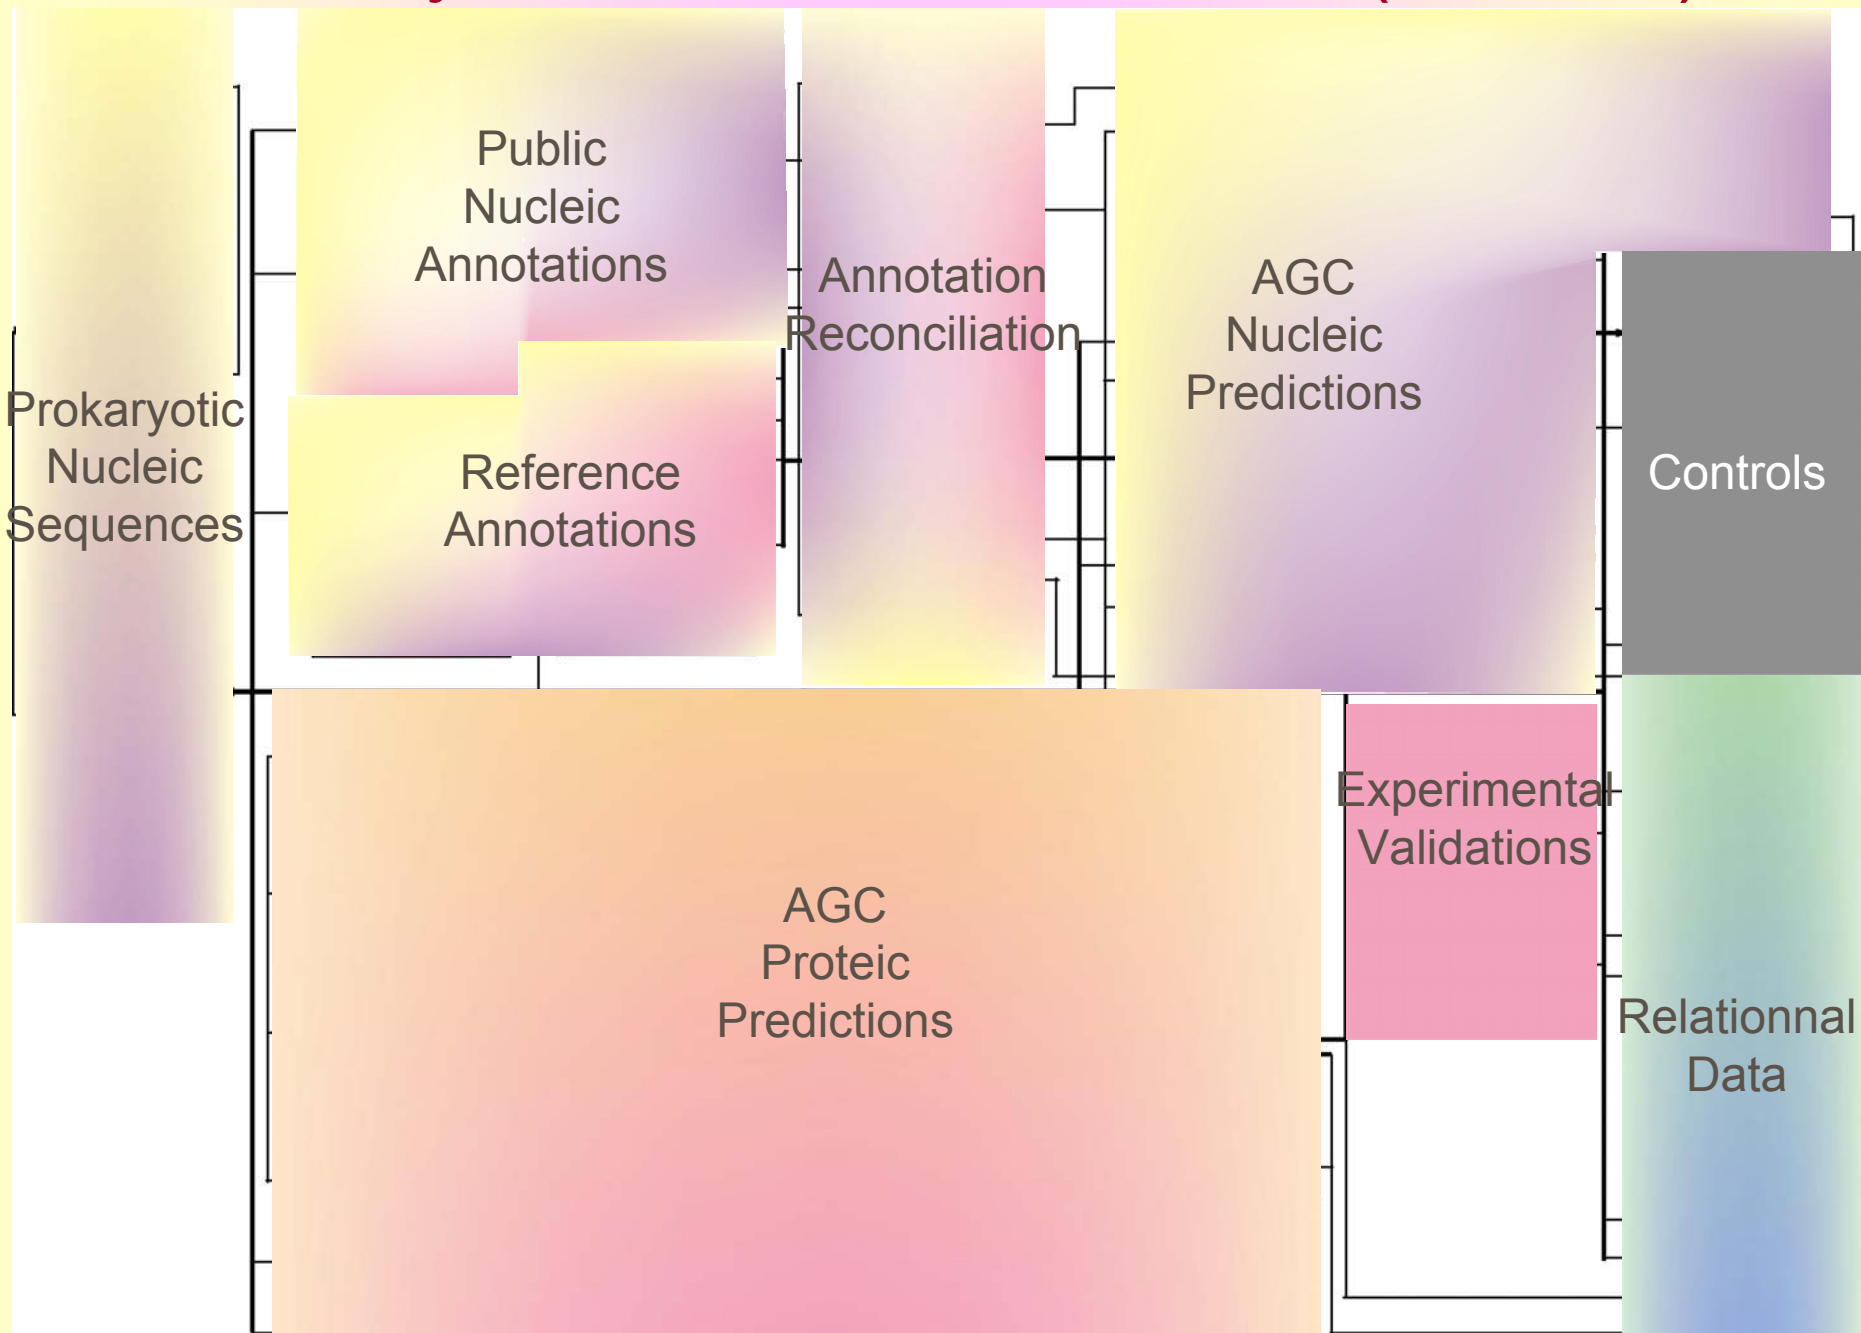 Public
Nucleic
Annotations
Annotation
Reconciliation
AGC
Nucleic
Predictions
Prokaryotic
Nucleic
Sequences
Reference
Annotations
Controls
Experimental
Validations
AGC
Proteic
Predictions
Relationnal
Data